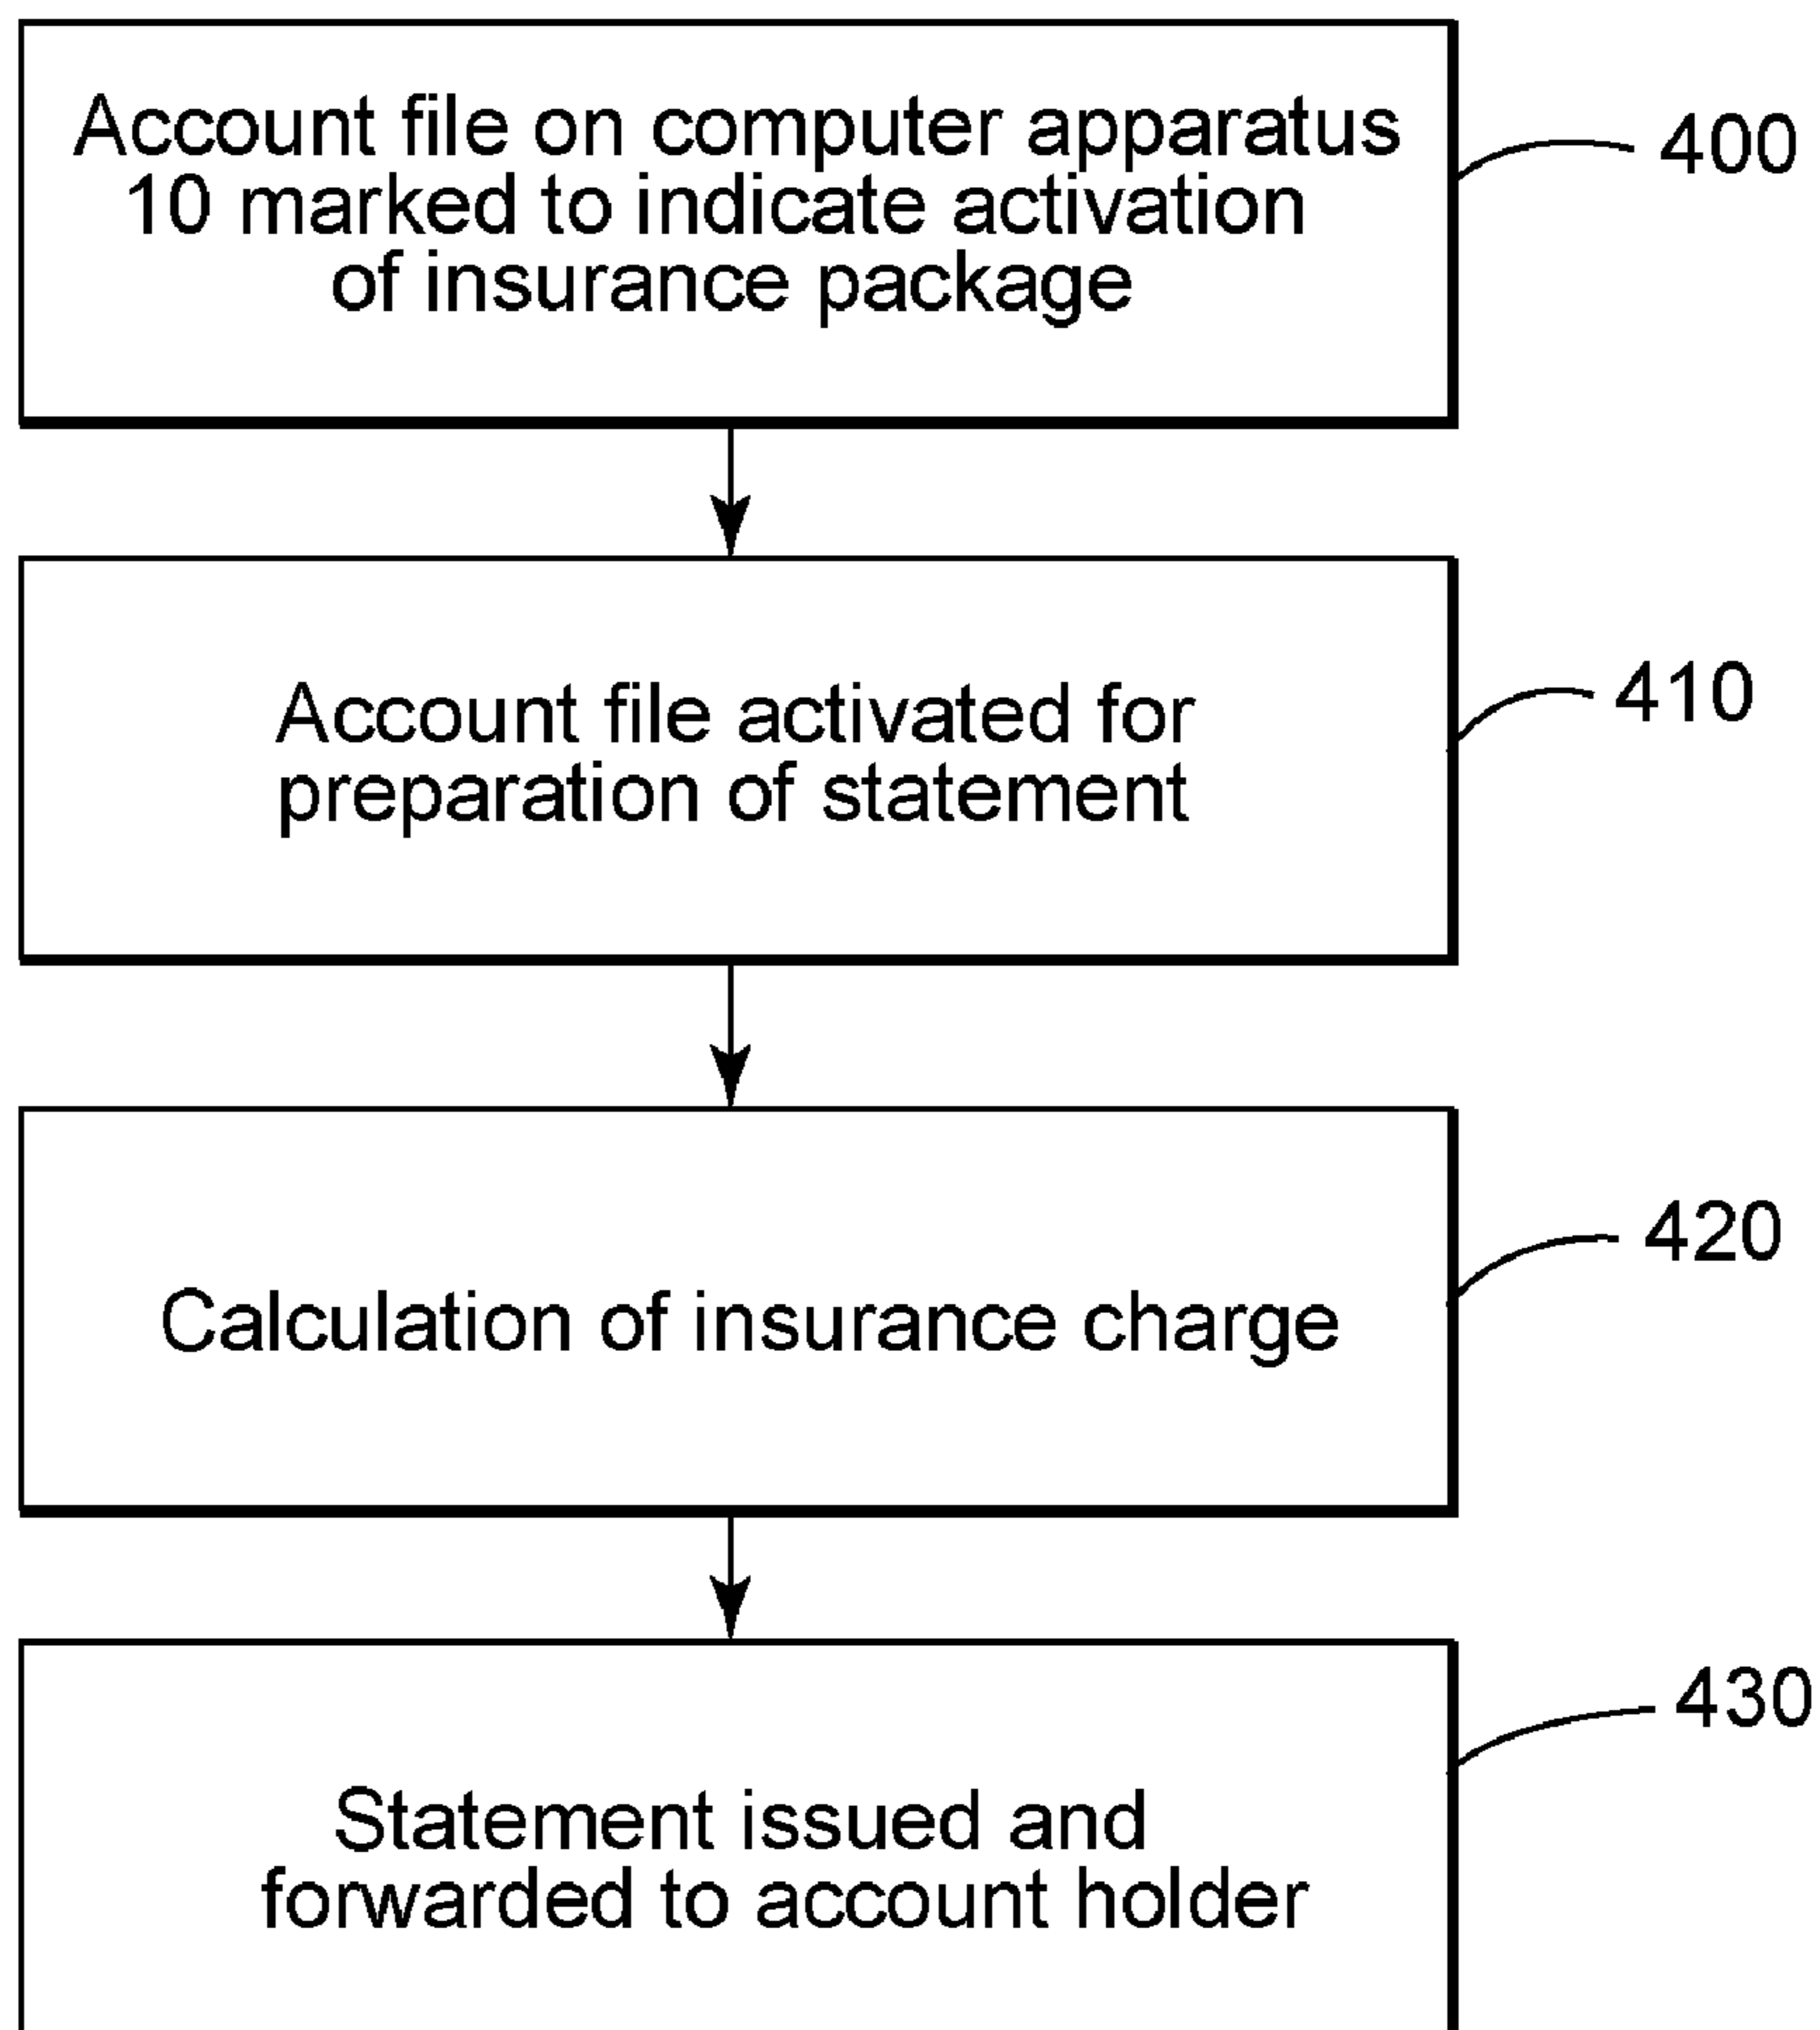 Account file on computer apparatus
10 marked to indicate activation
of insurance package
400
Account file activated for
preparation of statement
410
Calculation of insurance charge
420
Statement issued and
forwarded to account holder
430